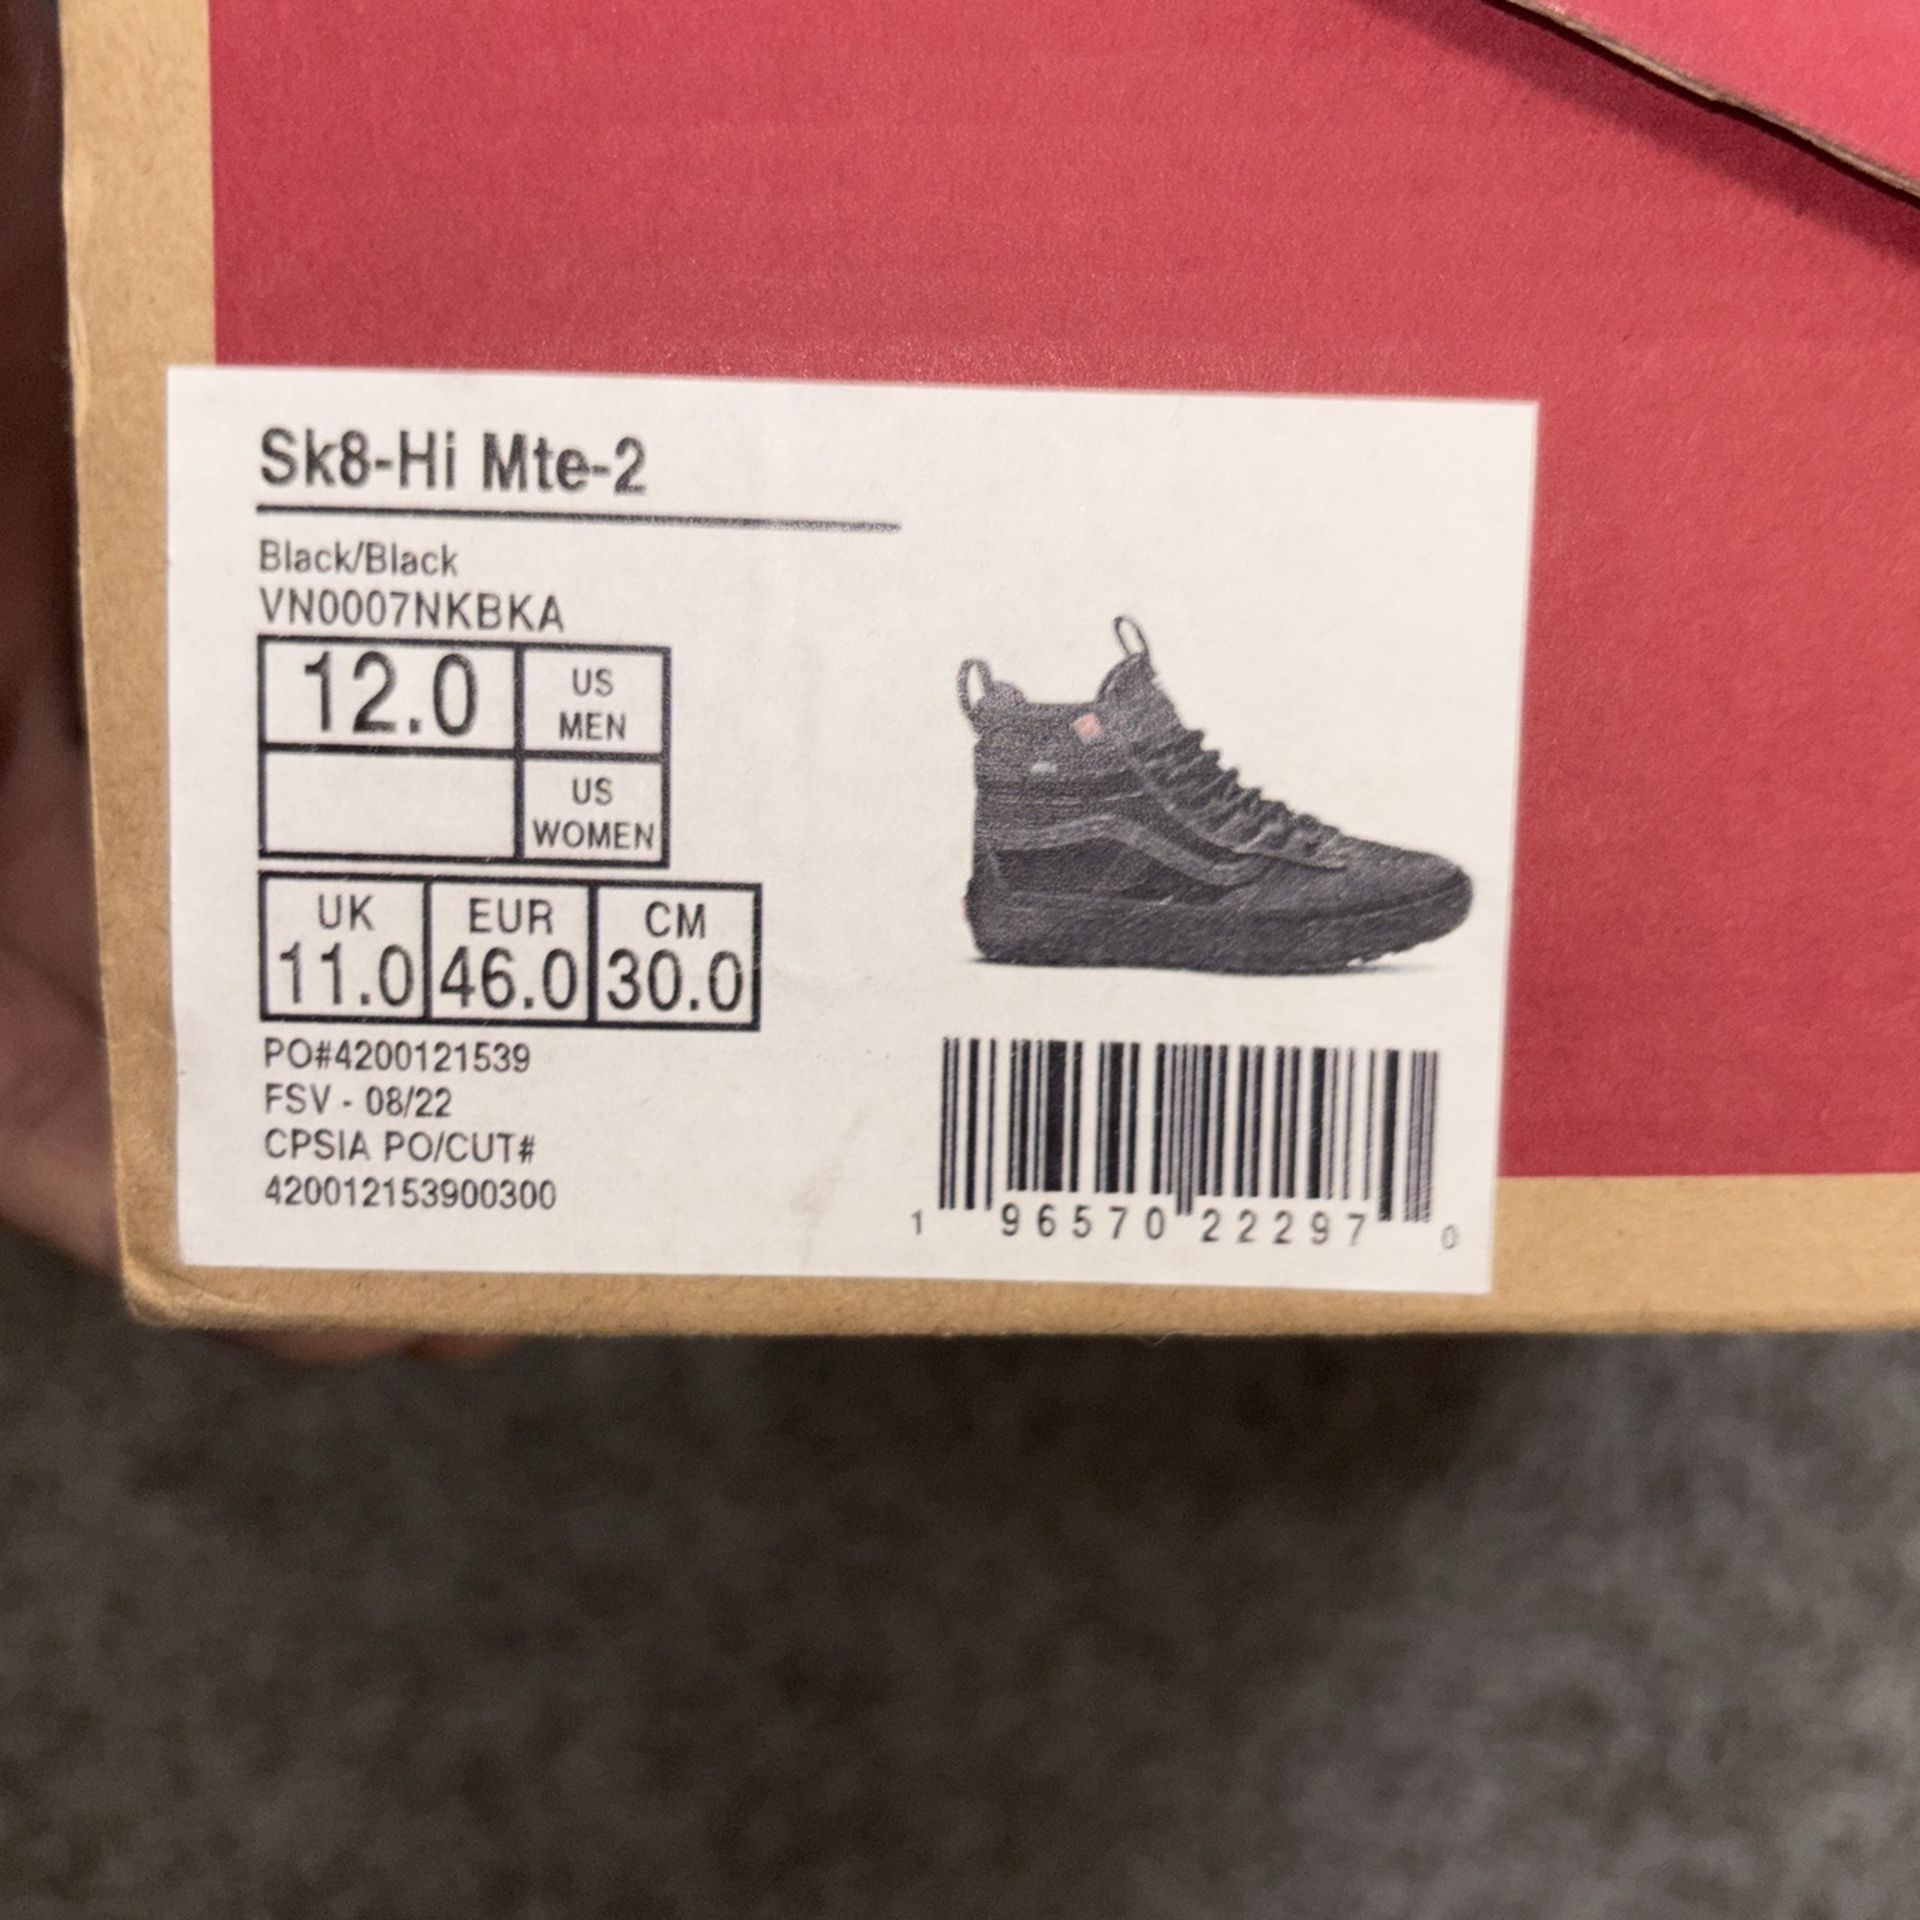 Sk8-Hi Mte-2
Black/Black
VN0007NKBKA
12.0 US MEN
US WOMEN
UK EUR CM
11.0 46.0 30.0
PO#4200121539
FSV - 08/22
CPSIA PO/CUT#
420012153900300
1 96570 22297 0